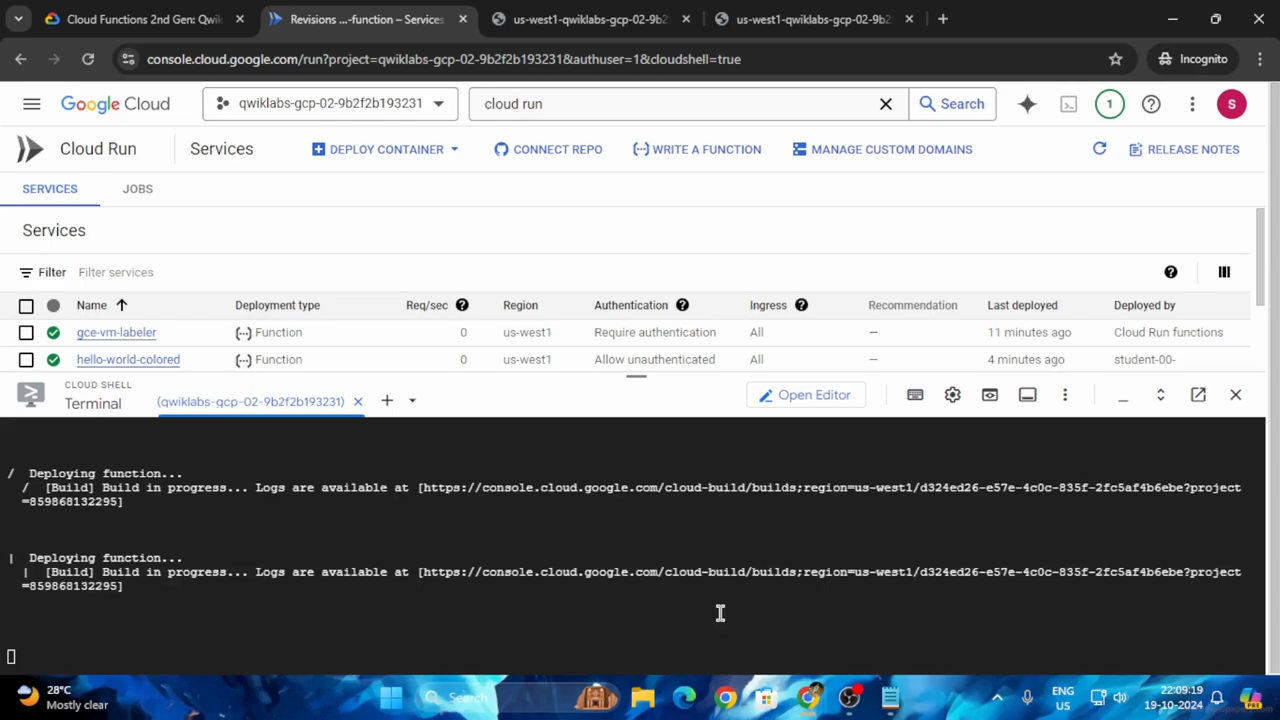 Cloud Functions 2nd Gen: Qwik
Revisions ...-function – Services
us-west1-qwiklabs-gcp-02-9b2
us-west1-qwiklabs-gcp-02-9b2
console.cloud.google.com/run?project=qwiklabs-gcp-02-9b2f2b193231&authuser=1&cloudshell=true
Incognito
Google Cloud
qwiklabs-gcp-02-9b2f2b193231
cloud run
Search
1
S
Cloud Run
Services
DEPLOY CONTAINER
CONNECT REPO
WRITE A FUNCTION
MANAGE CUSTOM DOMAINS
RELEASE NOTES
SERVICES
JOBS
Services
Filter
Filter services
Name
Deployment type
Req/sec
Region
Authentication
Ingress
Recommendation
Last deployed
Deployed by
gce-vm-labeler
(···) Function
0
us-west1
Require authentication
All
–
11 minutes ago
Cloud Run functions
hello-world-colored
(···) Function
0
us-west1
Allow unauthenticated
All
–
4 minutes ago
student-00-
CLOUD SHELL
Terminal
(qwiklabs-gcp-02-9b2f2b193231)
Open Editor
/ Deploying function...
/ [Build] Build in progress... Logs are available at [https://console.cloud.google.com/cloud-build/builds;region=us-west1/d324ed26-e57e-4c0c-835f-2fc5af4b6ebe?project
=859868132295]
| Deploying function...
| [Build] Build in progress... Logs are available at [https://console.cloud.google.com/cloud-build/builds;region=us-west1/d324ed26-e57e-4c0c-835f-2fc5af4b6ebe?project
=859868132295]
28°C
Mostly clear
Search
ENG
US
22:09:19
19-10-2024
PRE